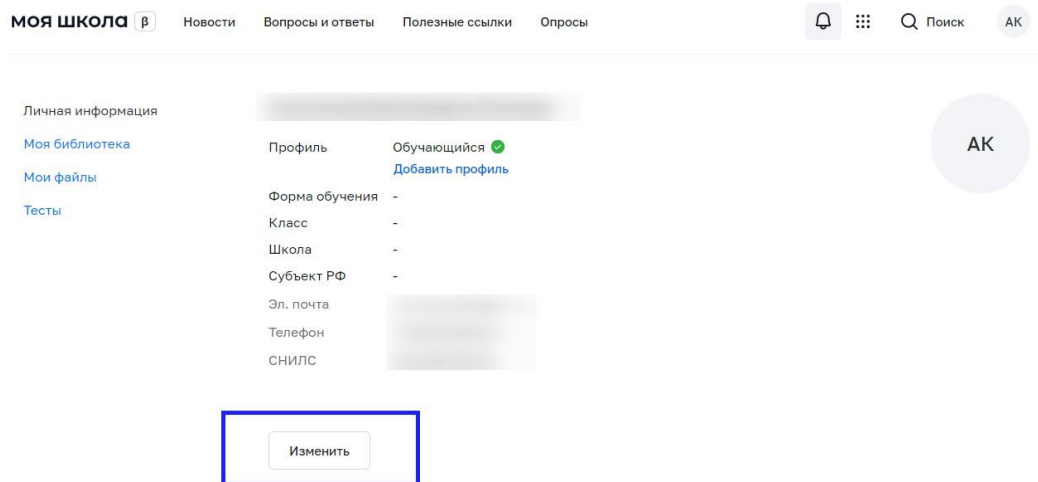 моя школа β Новости Вопросы и ответы Полезные ссылки Опросы Поиск АК
Личная информация
Моя библиотека
Мои файлы
Тесты
Профиль Обучающийся
Добавить профиль
Форма обучения -
Класс -
Школа -
Субъект РФ -
Эл. почта
Телефон
СНИЛС
Изменить
АК